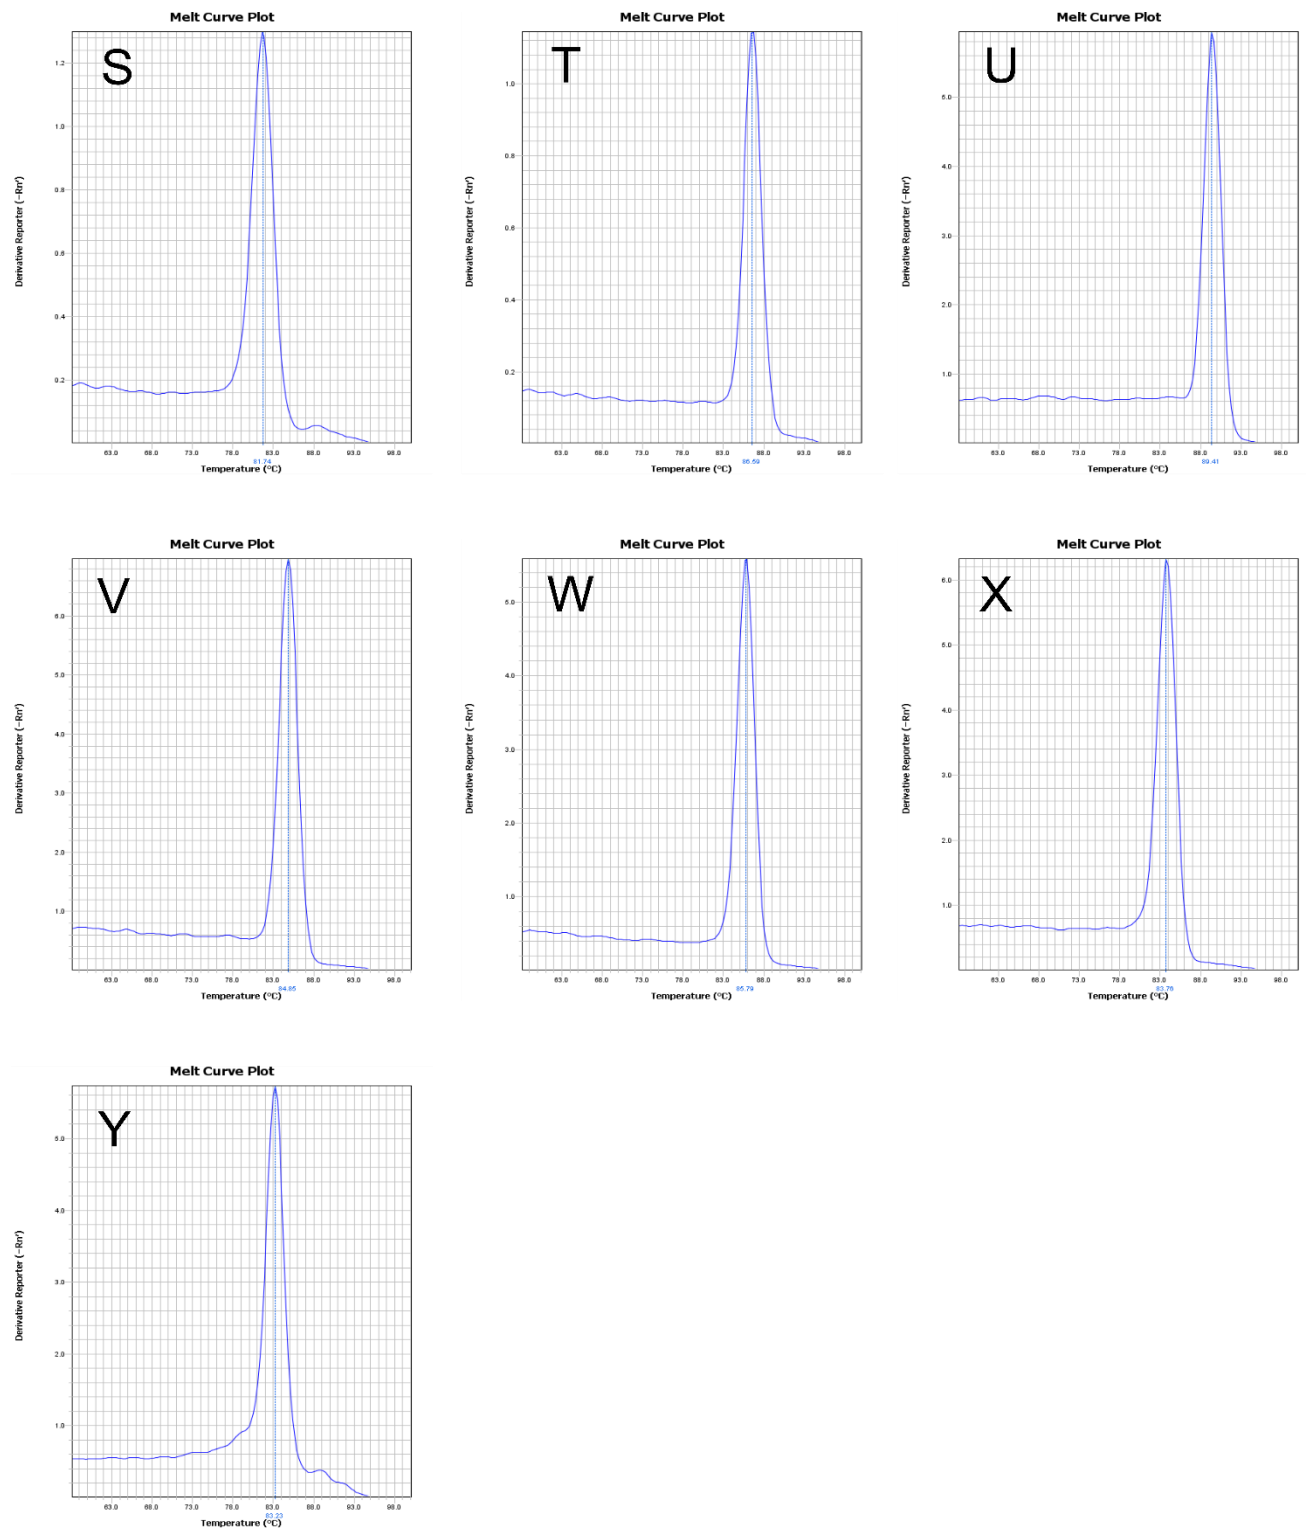 Melt Curve Plot
S
Derivative Reporter (-Rn')
1.2
1.0
0.8
0.6
0.4
0.2
63.0 68.0 73.0 78.0 83.0 88.0 93.0 98.0
81.74
Temperature (°C)
Melt Curve Plot
T
Derivative Reporter (-Rn')
1.0
0.8
0.6
0.4
0.2
63.0 68.0 73.0 78.0 83.0 88.0 93.0 98.0
86.59
Temperature (°C)
Melt Curve Plot
U
Derivative Reporter (-Rn')
5.0
4.0
3.0
2.0
1.0
63.0 68.0 73.0 78.0 83.0 88.0 93.0 98.0
89.41
Temperature (°C)
Melt Curve Plot
V
Derivative Reporter (-Rn')
6.0
5.0
4.0
3.0
2.0
1.0
63.0 68.0 73.0 78.0 83.0 88.0 93.0 98.0
84.85
Temperature (°C)
Melt Curve Plot
W
Derivative Reporter (-Rn')
5.0
4.0
3.0
2.0
1.0
63.0 68.0 73.0 78.0 83.0 88.0 93.0 98.0
85.79
Temperature (°C)
Melt Curve Plot
X
Derivative Reporter (-Rn')
6.0
5.0
4.0
3.0
2.0
1.0
63.0 68.0 73.0 78.0 83.0 88.0 93.0 98.0
83.76
Temperature (°C)
Melt Curve Plot
Y
Derivative Reporter (-Rn')
5.0
4.0
3.0
2.0
1.0
63.0 68.0 73.0 78.0 83.0 88.0 93.0 98.0
83.23
Temperature (°C)